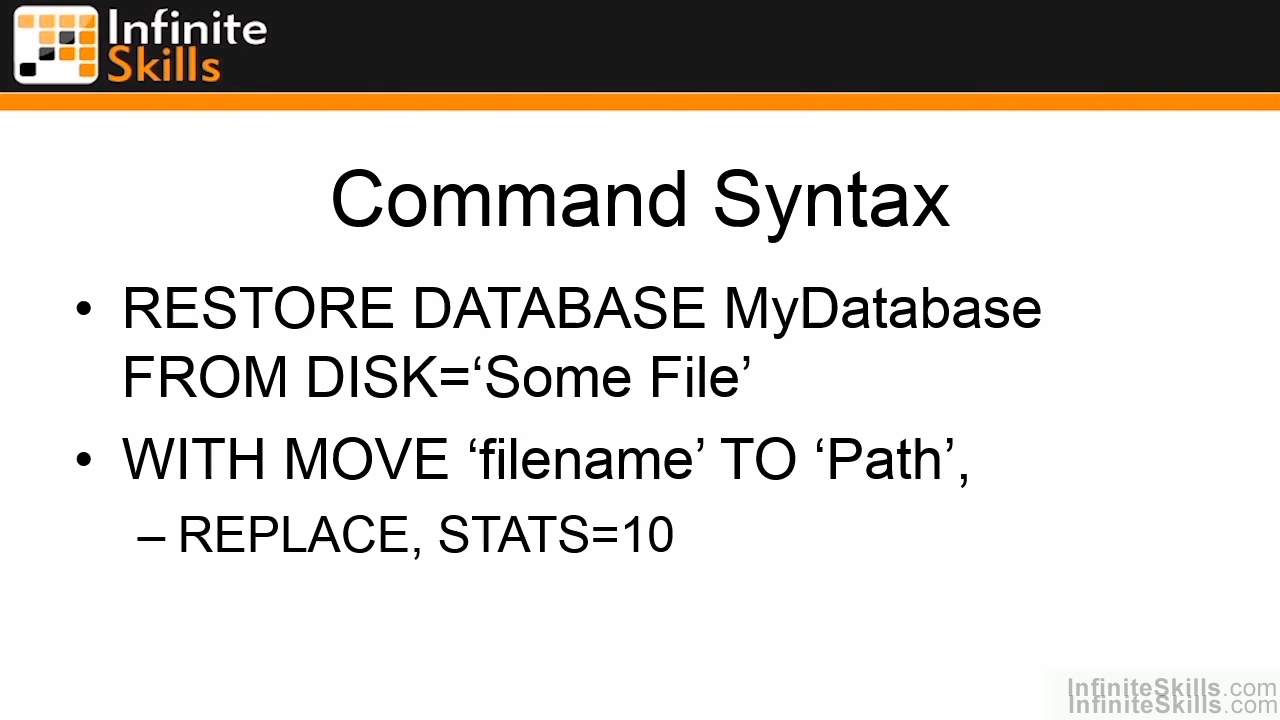 Infinite
Skills
Command Syntax
• RESTORE DATABASE MyDatabase
FROM DISK=‘Some File’
• WITH MOVE ‘filename’ TO ‘Path’,
– REPLACE, STATS=10
InfiniteSkills.com
InfiniteSkills.com